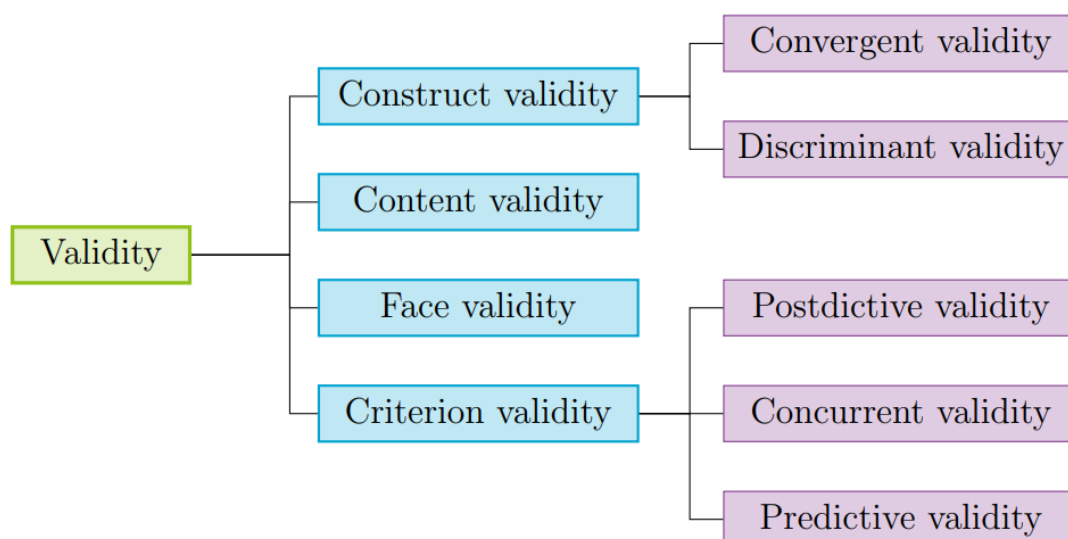 Validity
Construct validity
Convergent validity
Discriminant validity
Content validity
Face validity
Criterion validity
Postdictive validity
Concurrent validity
Predictive validity